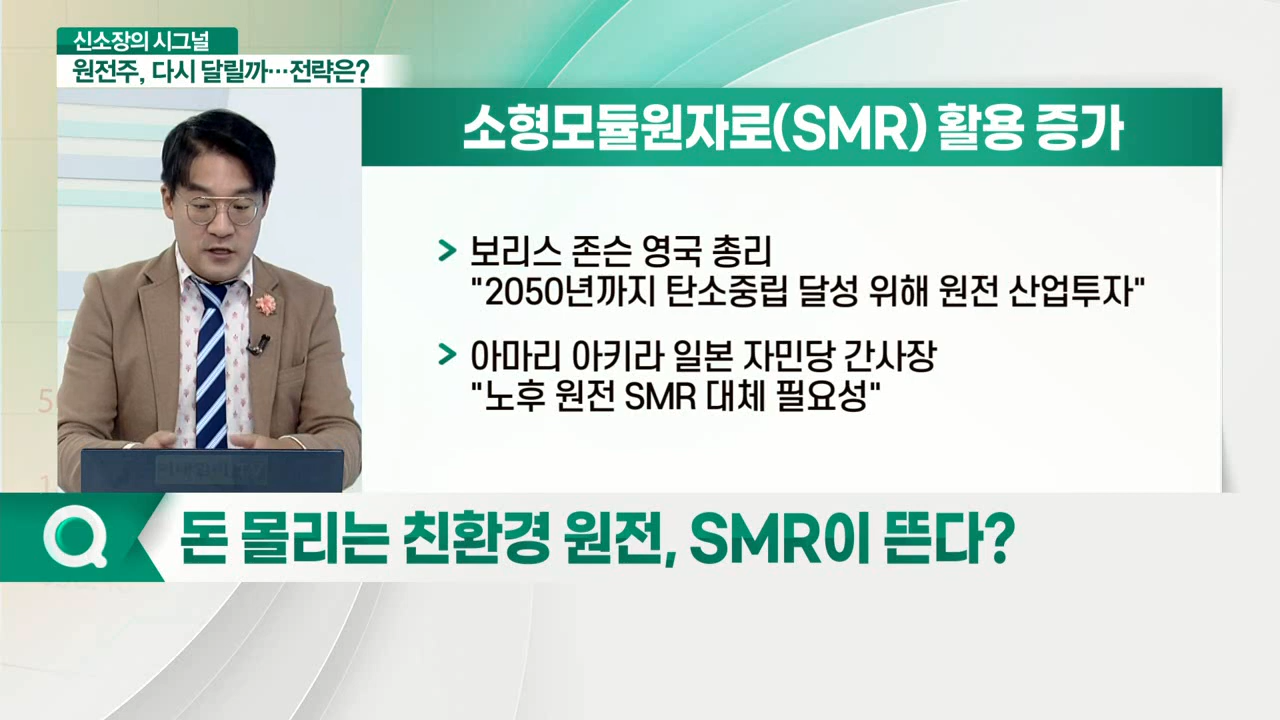 신소장의 시그널
원전주, 다시 달릴까…전략은?
소형모듈원자로(SMR) 활용 증가
> 보리스 존슨 영국 총리
"2050년까지 탄소중립 달성 위해 원전 산업투자"
> 아마리 아키라 일본 자민당 간사장
"노후 원전 SMR 대체 필요성"
Q 돈 몰리는 친환경 원전, SMR이 뜬다?